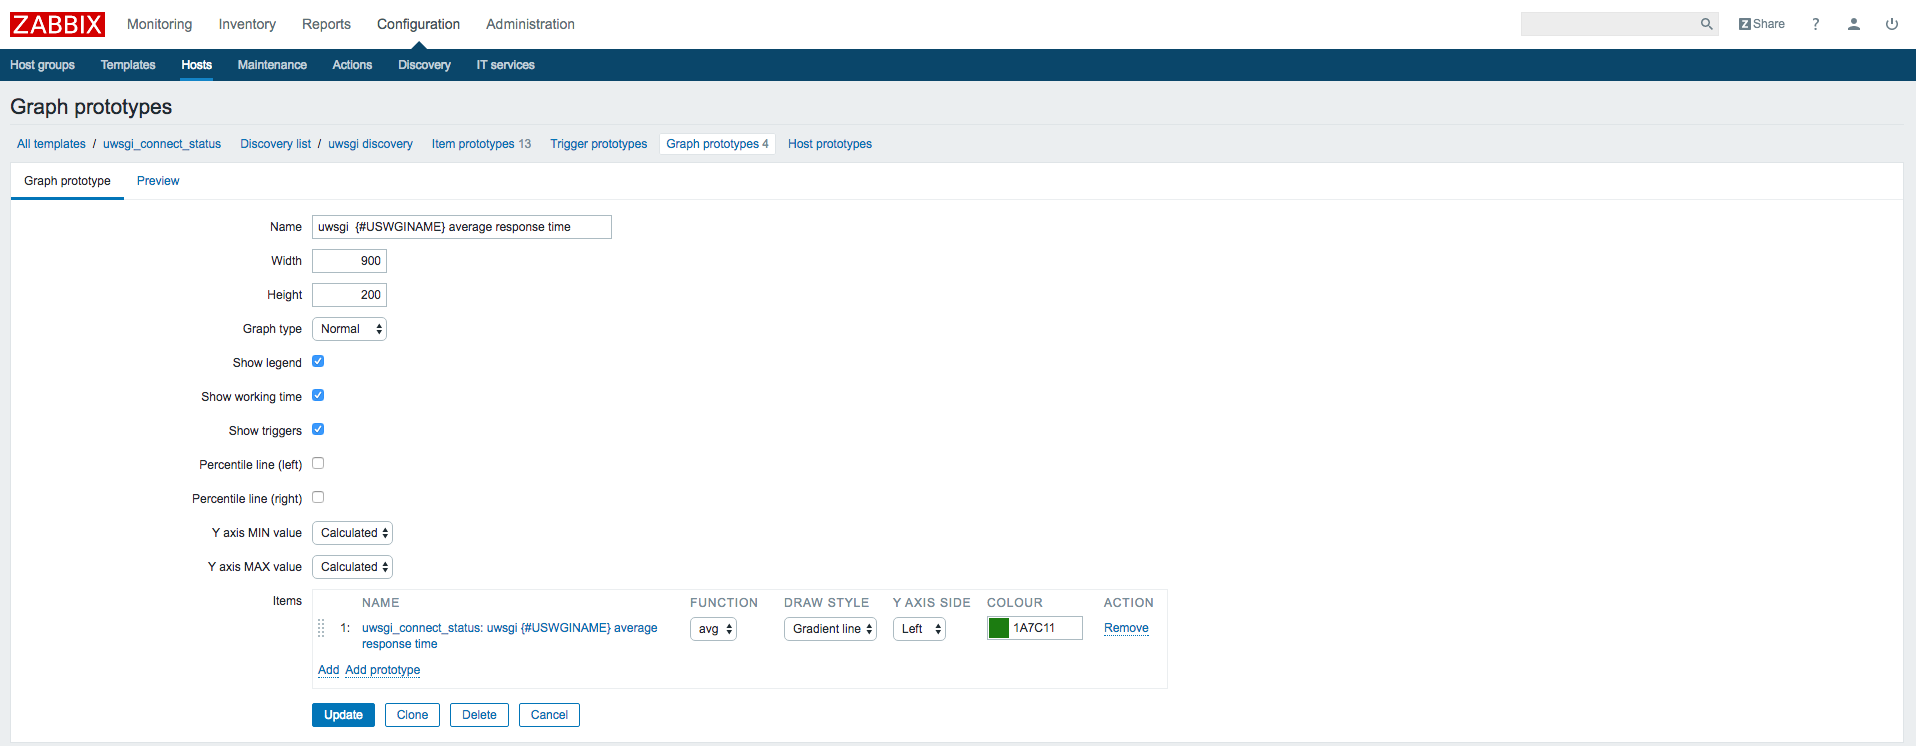 ZABBIX Monitoring Inventory Reports Configuration Administration Z Share ?
Host groups Templates Hosts Maintenance Actions Discovery IT services
Graph prototypes
All templates / uwsgi_connect_status Discovery list / uwsgi discovery Item prototypes 13 Trigger prototypes Graph prototypes 4 Host prototypes
Graph prototype Preview
Name uwsgi  {#USWGINAME} average response time
Width 900
Height 200
Graph type Normal
Show legend
Show working time
Show triggers
Percentile line (left)
Percentile line (right)
Y axis MIN value Calculated
Y axis MAX value Calculated
Items NAME FUNCTION DRAW STYLE Y AXIS SIDE COLOUR ACTION
1: uwsgi_connect_status: uwsgi {#USWGINAME} average avg Gradient line Left 1A7C11 Remove
response time
Add Add prototype
Update Clone Delete Cancel